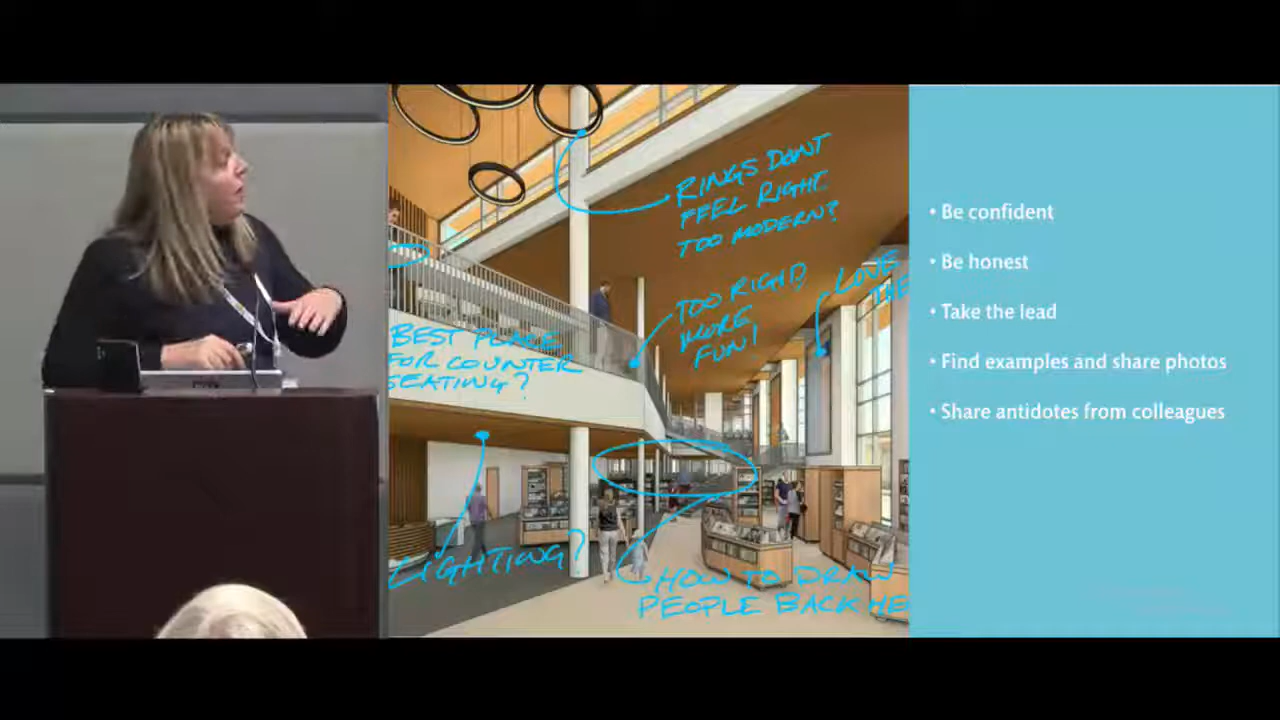 RINGS DON'T
FEEL RIGHT.
TOO MODERN?
LOVE
THE
TOO RIGID
MORE
FUN!
BEST PLACE
FOR COUNTER
SEATING?
LIGHTING?
HOW TO DRAW
PEOPLE BACK HE
• Be confident
• Be honest
• Take the lead
• Find examples and share photos
• Share antidotes from colleagues